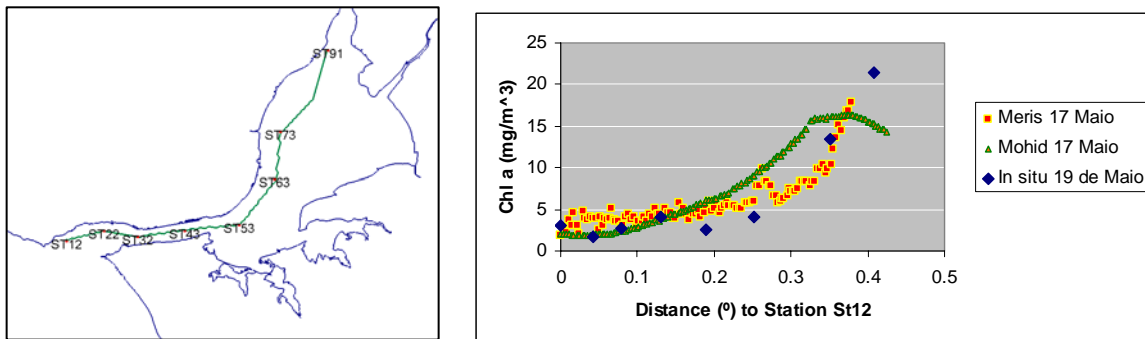 ST91
ST73
ST63
ST53
ST43
ST32
ST22
ST12
Chl a (mg/m^3)
25
20
15
10
5
0
0
0.1
0.2
0.3
0.4
0.5
Distance (º) to Station St12
Meris 17 Maio
Mohid 17 Maio
In situ 19 de Maio